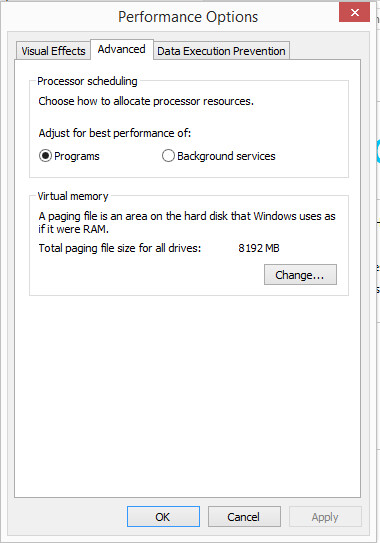 Performance Options
Visual Effects Advanced Data Execution Prevention
Processor scheduling
Choose how to allocate processor resources.
Adjust for best performance of:
Programs Background services
Virtual memory
A paging file is an area on the hard disk that Windows uses as
if it were RAM.
Total paging file size for all drives: 8192 MB
Change...
OK Cancel Apply